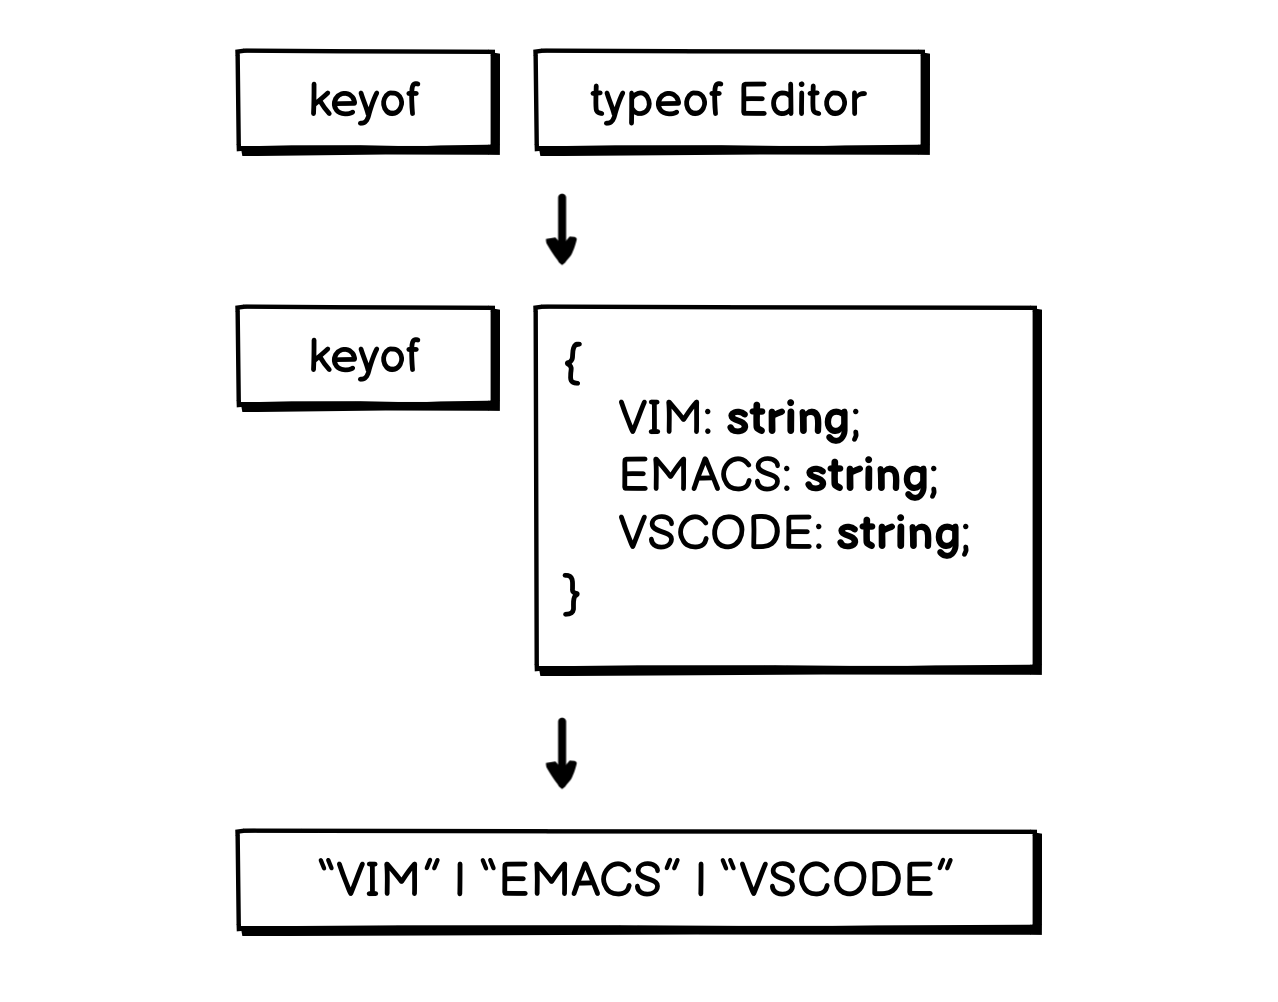 keyof typeof Editor
keyof
{
VIM: string;
EMACS: string;
VSCODE: string;
}
“VIM” | “EMACS” | “VSCODE”